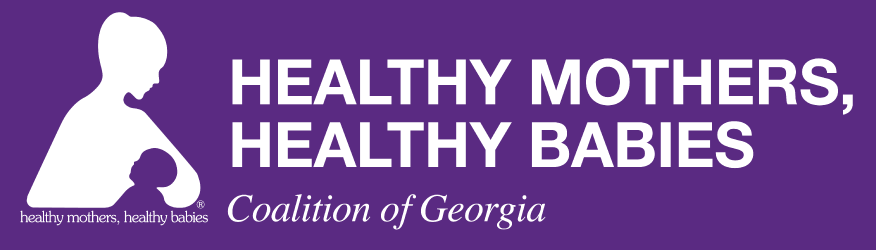 HEALTHY MOTHERS,
HEALTHY BABIES
Coalition of Georgia
healthy mothers, healthy babies®